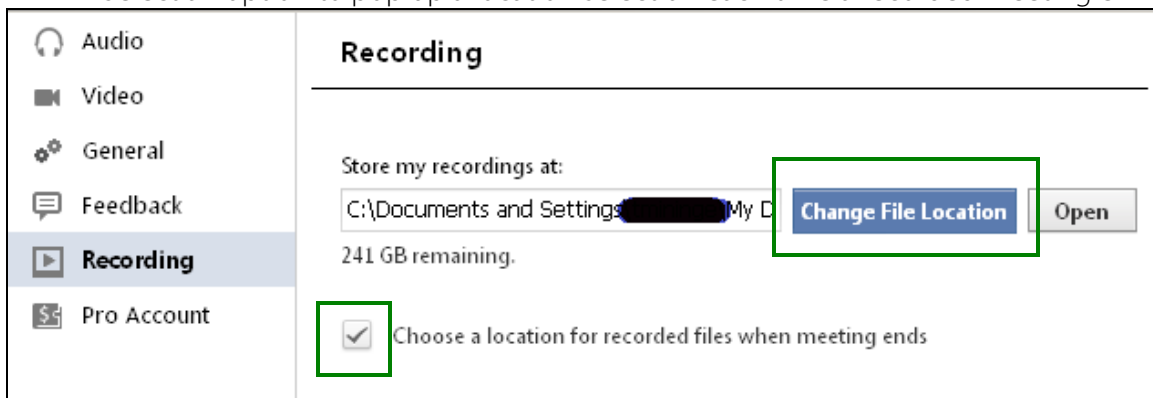 Audio
Video
General
Feedback
Recording
Pro Account
Recording
Store my recordings at:
C:\Documents and Settings My D
Change File Location
Open
241 GB remaining.
Choose a location for recorded files when meeting ends